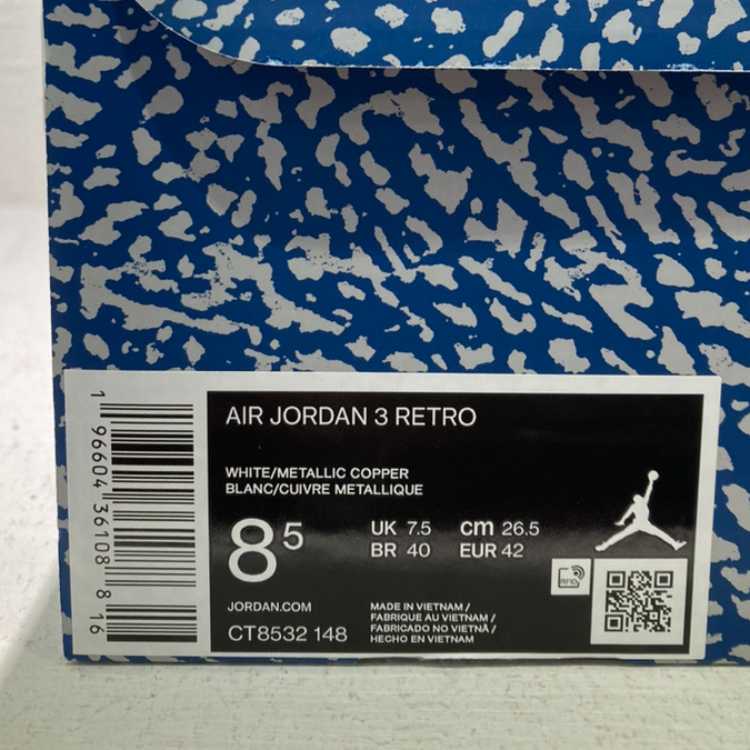 1 96604 36108 8 16
AIR JORDAN 3 RETRO
WHITE/METALLIC COPPER
BLANC/CUIVRE METALLIQUE
8 5
UK 7.5 cm 26.5
BR 40 EUR 42
RFID
JORDAN.COM
CT8532 148
MADE IN VIETNAM /
FABRIQUE AU VIETNAM /
FABRICADO NO VIETNÃ /
HECHO EN VIETNAM